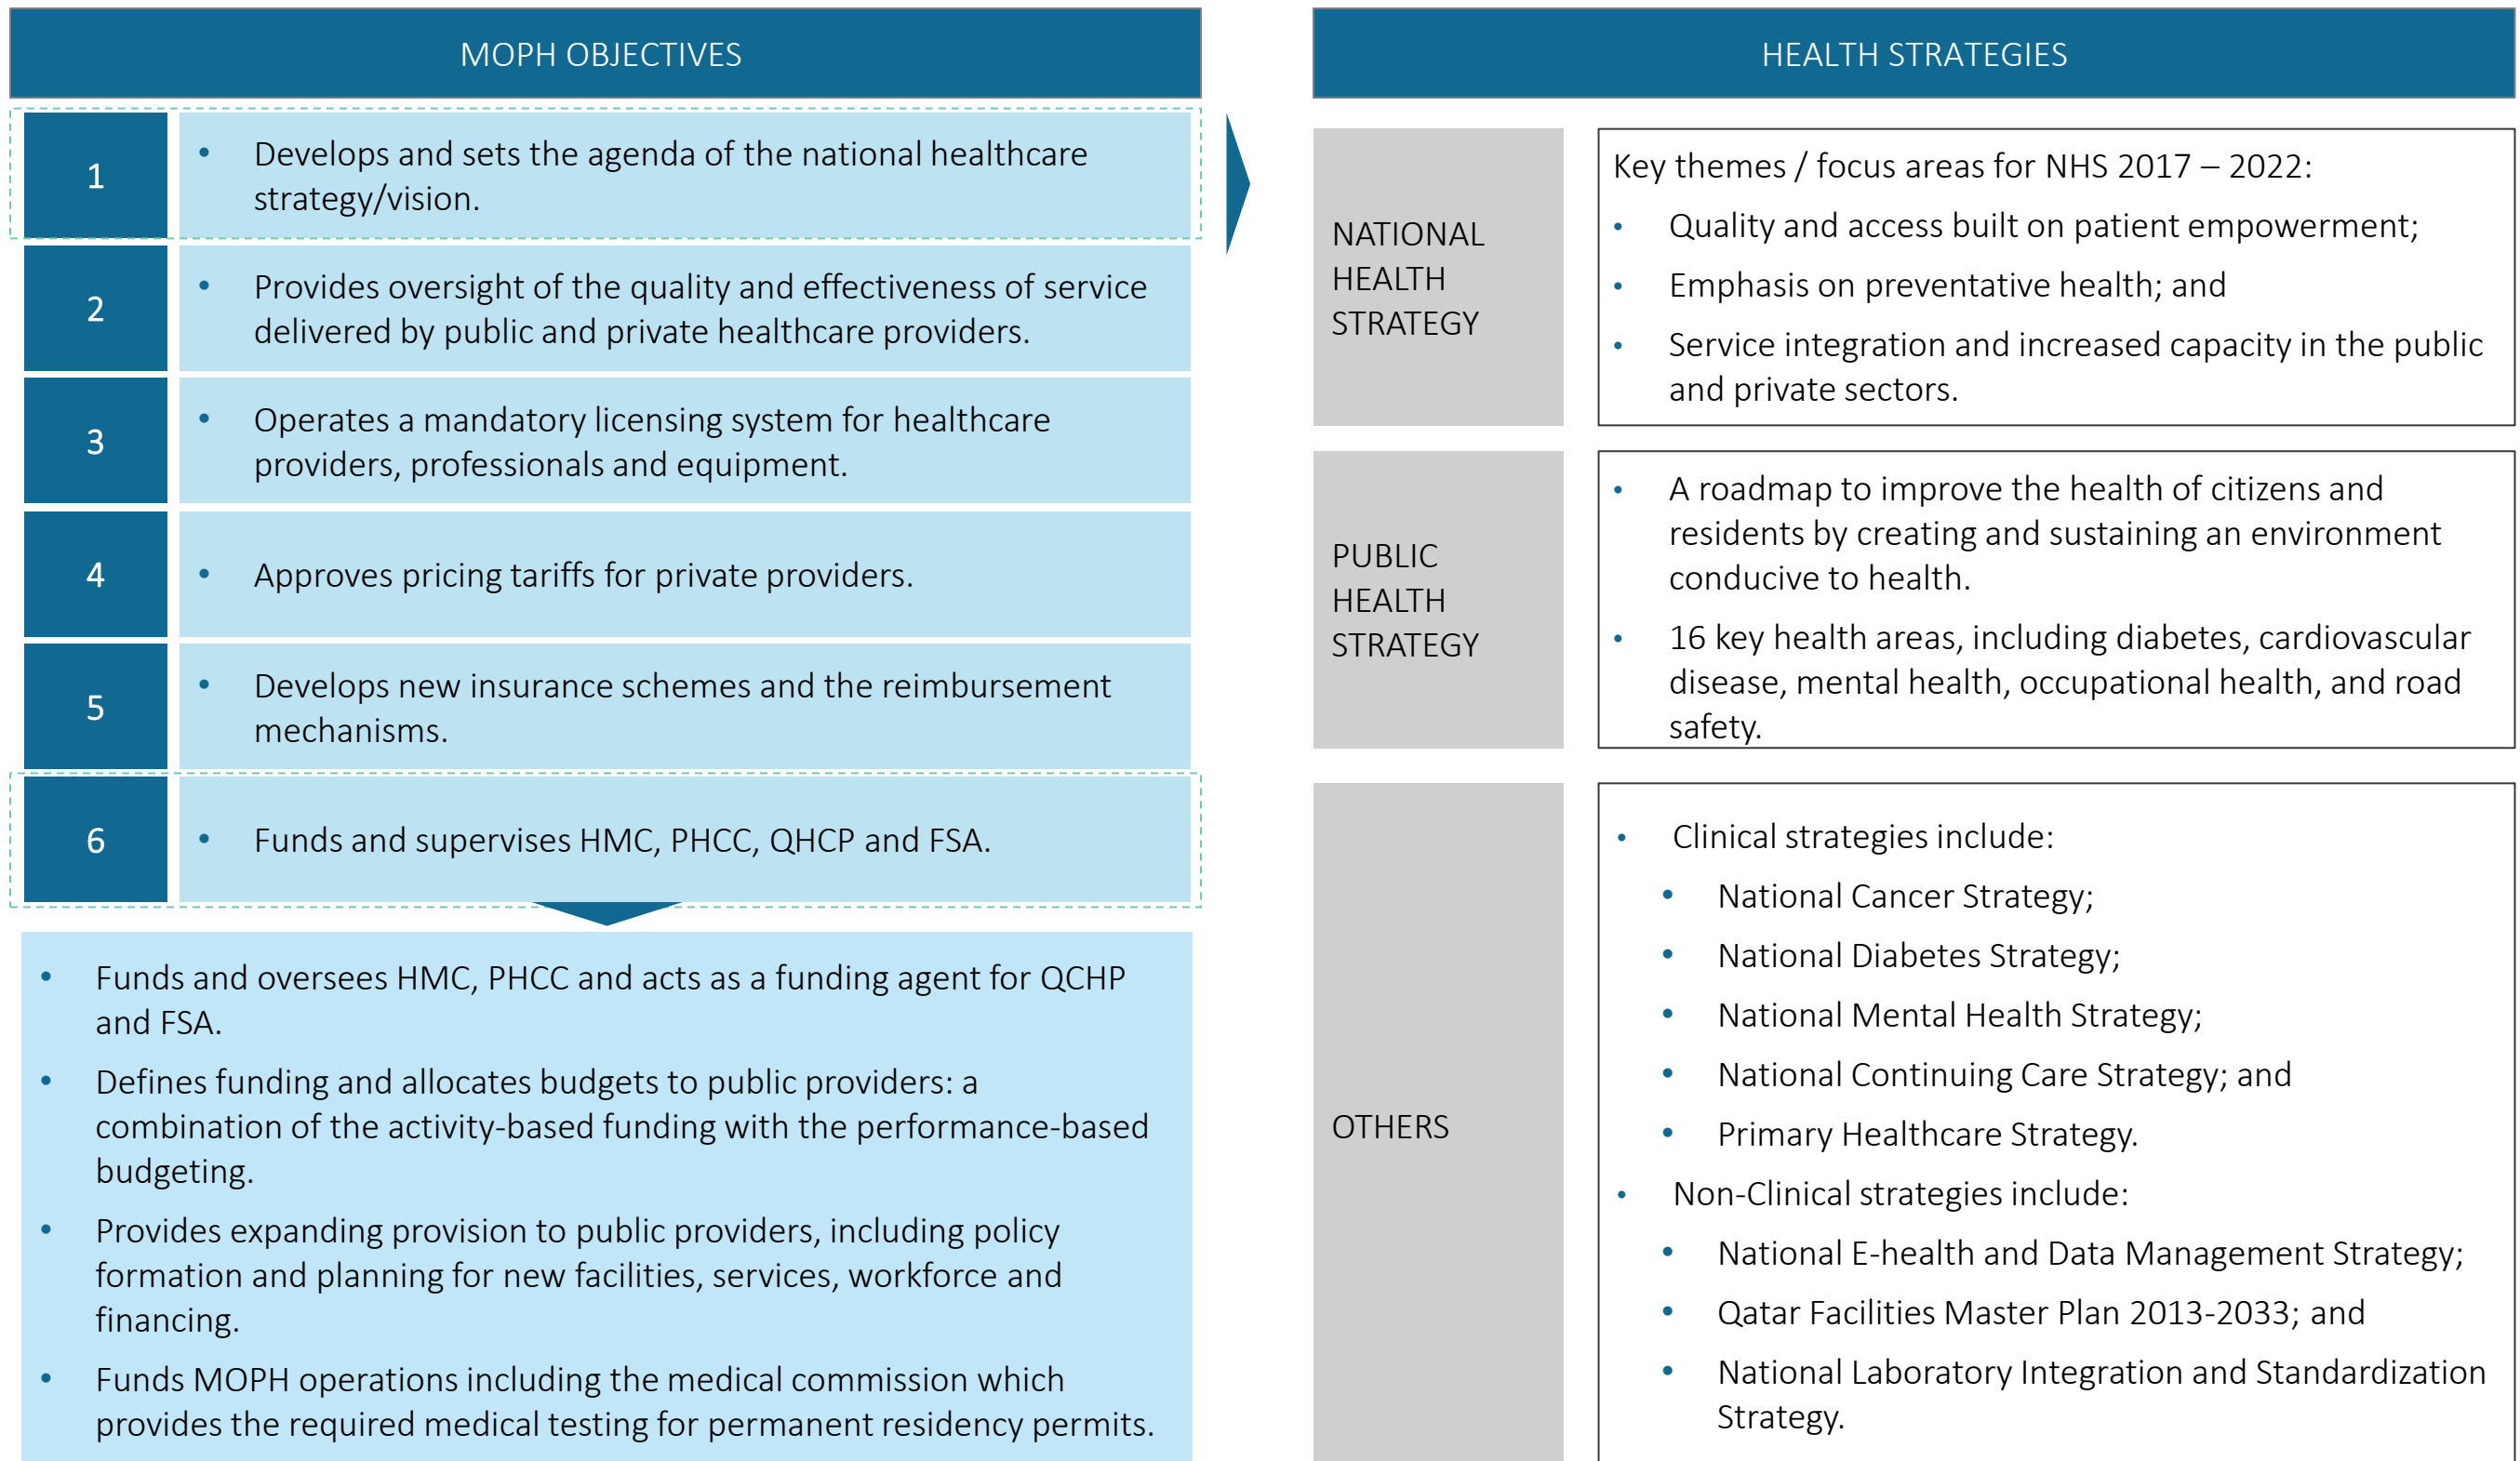 MOPH OBJECTIVES
1
• Develops and sets the agenda of the national healthcare
strategy/vision.
2
• Provides oversight of the quality and effectiveness of service
delivered by public and private healthcare providers.
3
• Operates a mandatory licensing system for healthcare
providers, professionals and equipment.
4
• Approves pricing tariffs for private providers.
5
• Develops new insurance schemes and the reimbursement
mechanisms.
6
• Funds and supervises HMC, PHCC, QHCP and FSA.
• Funds and oversees HMC, PHCC and acts as a funding agent for QCHP
and FSA.
• Defines funding and allocates budgets to public providers: a
combination of the activity-based funding with the performance-based
budgeting.
• Provides expanding provision to public providers, including policy
formation and planning for new facilities, services, workforce and
financing.
• Funds MOPH operations including the medical commission which
provides the required medical testing for permanent residency permits.
HEALTH STRATEGIES
NATIONAL
HEALTH
STRATEGY
Key themes / focus areas for NHS 2017 – 2022:
• Quality and access built on patient empowerment;
• Emphasis on preventative health; and
• Service integration and increased capacity in the public
and private sectors.
PUBLIC
HEALTH
STRATEGY
• A roadmap to improve the health of citizens and
residents by creating and sustaining an environment
conducive to health.
• 16 key health areas, including diabetes, cardiovascular
disease, mental health, occupational health, and road
safety.
OTHERS
• Clinical strategies include:
• National Cancer Strategy;
• National Diabetes Strategy;
• National Mental Health Strategy;
• National Continuing Care Strategy; and
• Primary Healthcare Strategy.
• Non-Clinical strategies include:
• National E-health and Data Management Strategy;
• Qatar Facilities Master Plan 2013-2033; and
• National Laboratory Integration and Standardization
Strategy.